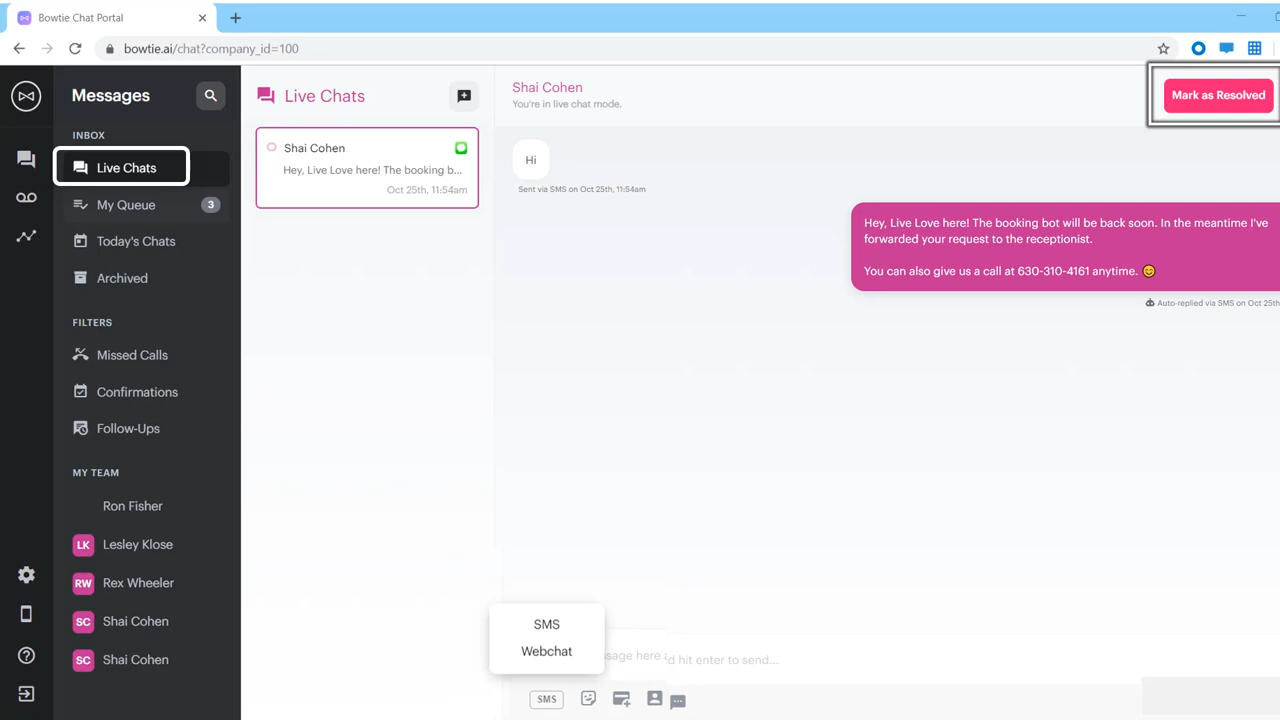 Bowtie Chat Portal
bowtie.ai/chat?company_id=100
Messages
INBOX
Live Chats
My Queue
3
Today's Chats
Archived
FILTERS
Missed Calls
Confirmations
Follow-Ups
MY TEAM
Ron Fisher
LK Lesley Klose
RW Rex Wheeler
SC Shai Cohen
SC Shai Cohen
Live Chats
Shai Cohen
Hey, Live Love here! The booking b...
Oct 25th, 11:54am
Shai Cohen
You're in live chat mode.
Mark as Resolved
Hi
Sent via SMS on Oct 25th, 11:54am
Hey, Live Love here! The booking bot will be back soon. In the meantime I've
forwarded your request to the receptionist.
You can also give us a call at 630-310-4161 anytime. 😊
Auto-replied via SMS on Oct 25th
SMS
Webchat
ssage here a
d hit enter to send...
SMS